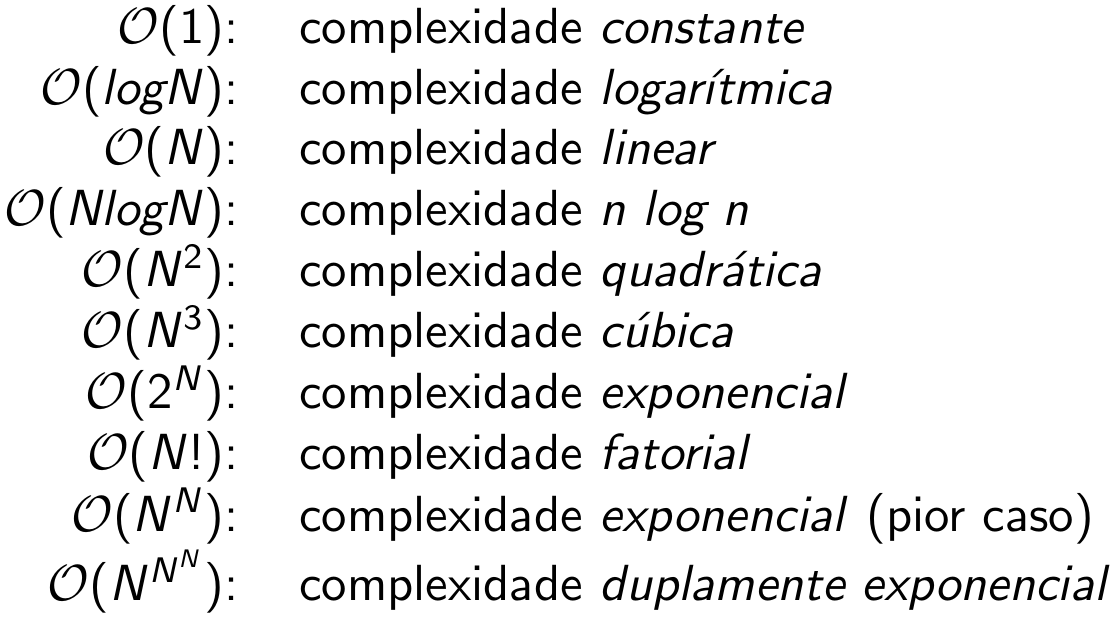 𝒪(1): complexidade constante
𝒪(logN): complexidade logarítmica
𝒪(N): complexidade linear
𝒪(NlogN): complexidade n log n
𝒪(N²): complexidade quadrática
𝒪(N³): complexidade cúbica
𝒪(2^N): complexidade exponencial
𝒪(N!): complexidade fatorial
𝒪(N^N): complexidade exponencial (pior caso)
𝒪(N^N^N): complexidade duplamente exponencial